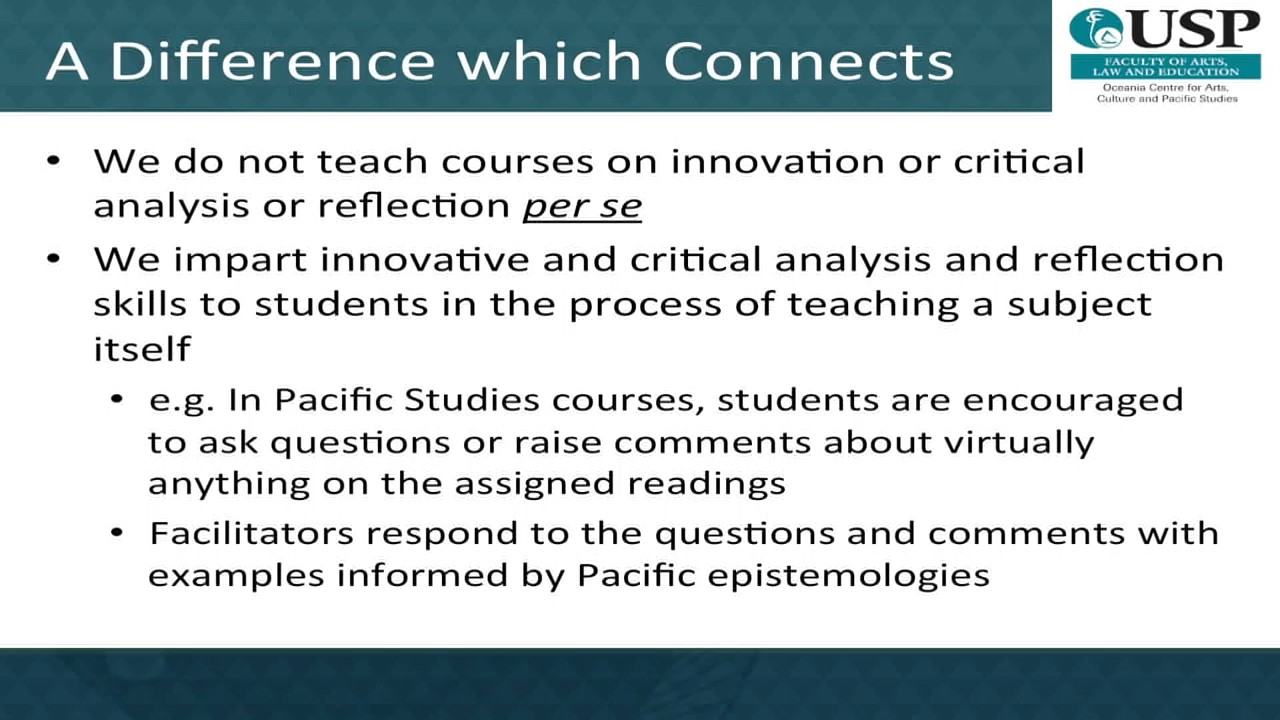 A Difference which Connects
USP
FACULTY OF ARTS,
LAW AND EDUCATION
Oceania Centre for Arts,
Culture and Pacific Studies
• We do not teach courses on innovation or critical
analysis or reflection per se
• We impart innovative and critical analysis and reflection
skills to students in the process of teaching a subject
itself
• e.g. In Pacific Studies courses, students are encouraged
to ask questions or raise comments about virtually
anything on the assigned readings
• Facilitators respond to the questions and comments with
examples informed by Pacific epistemologies